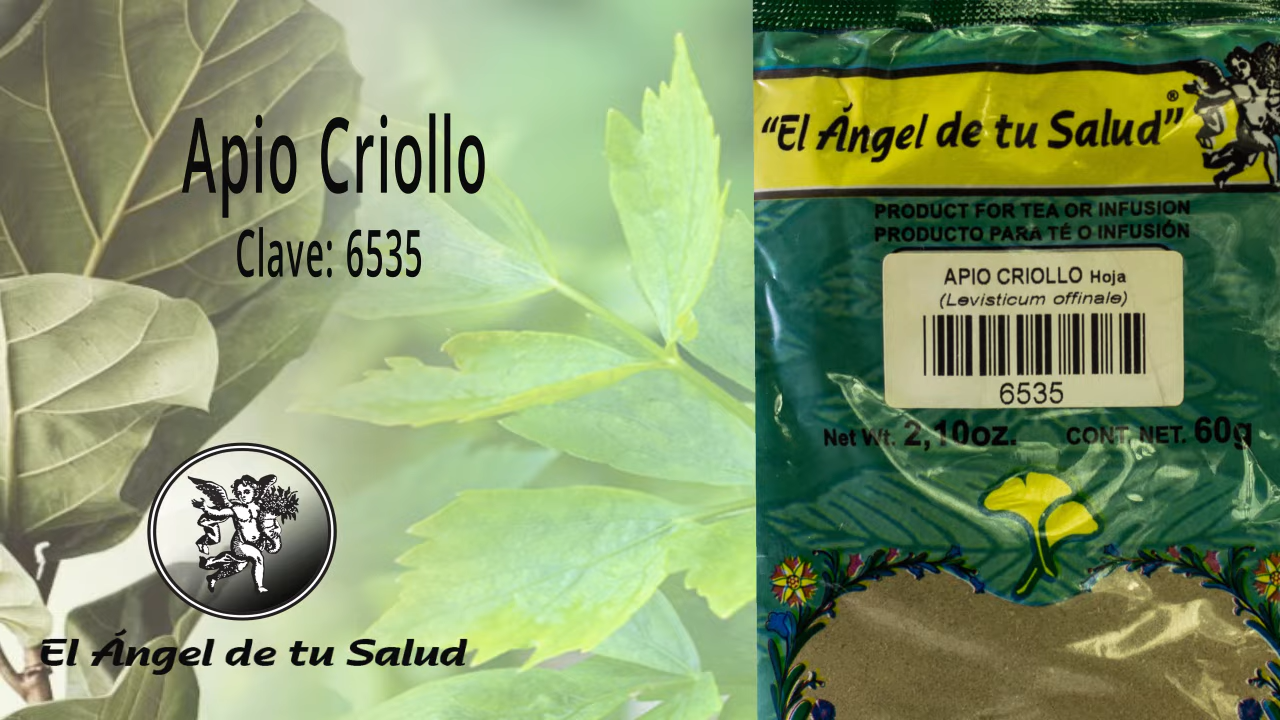 Apio Criollo
Clave: 6535
El Ángel de tu Salud
“El Ángel de tu Salud”®
PRODUCT FOR TEA OR INFUSION
PRODUCTO PARA TÉ O INFUSIÓN
APIO CRIOLLO Hoja
(Levisticum offinale)
6535
Net Wt. 2,10oz. CONT. NET. 60g